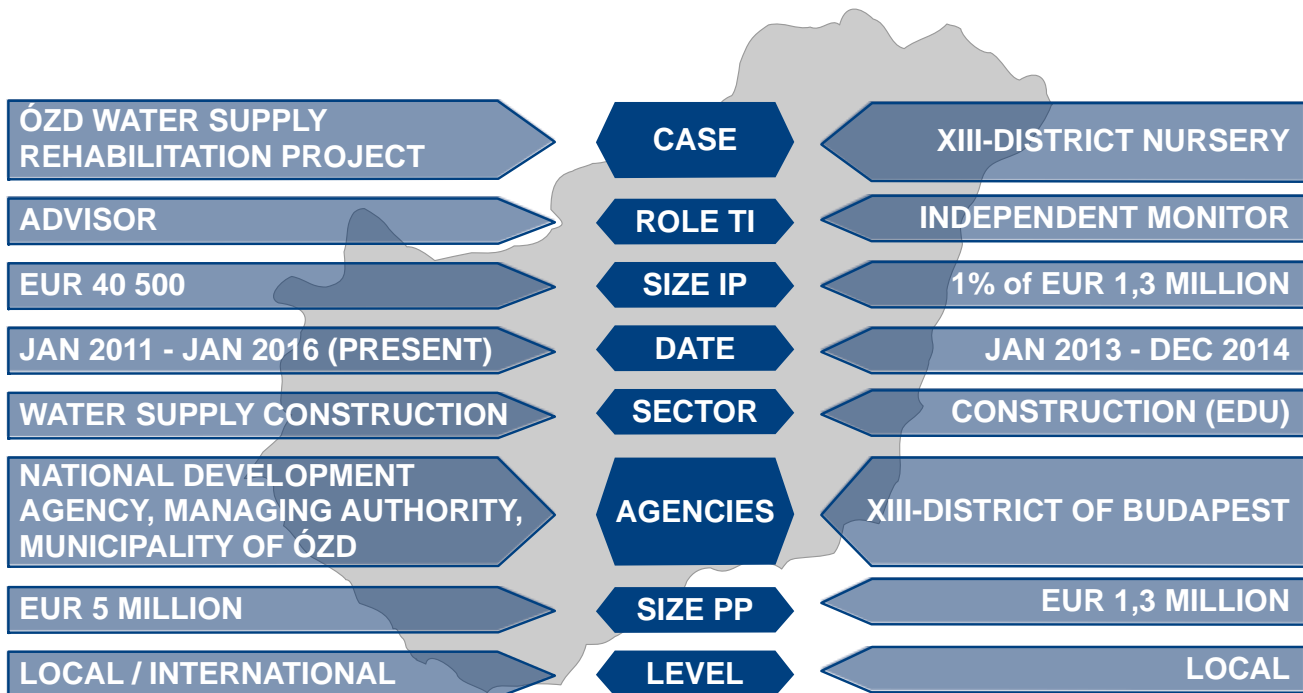 ÓZD WATER SUPPLY
REHABILITATION PROJECT
CASE
XIII-DISTRICT NURSERY
ADVISOR
ROLE TI
INDEPENDENT MONITOR
EUR 40 500
SIZE IP
1% of EUR 1,3 MILLION
JAN 2011 - JAN 2016 (PRESENT)
DATE
JAN 2013 - DEC 2014
WATER SUPPLY CONSTRUCTION
SECTOR
CONSTRUCTION (EDU)
NATIONAL DEVELOPMENT
AGENCY, MANAGING AUTHORITY,
MUNICIPALITY OF ÓZD
AGENCIES
XIII-DISTRICT OF BUDAPEST
EUR 5 MILLION
SIZE PP
EUR 1,3 MILLION
LOCAL / INTERNATIONAL
LEVEL
LOCAL